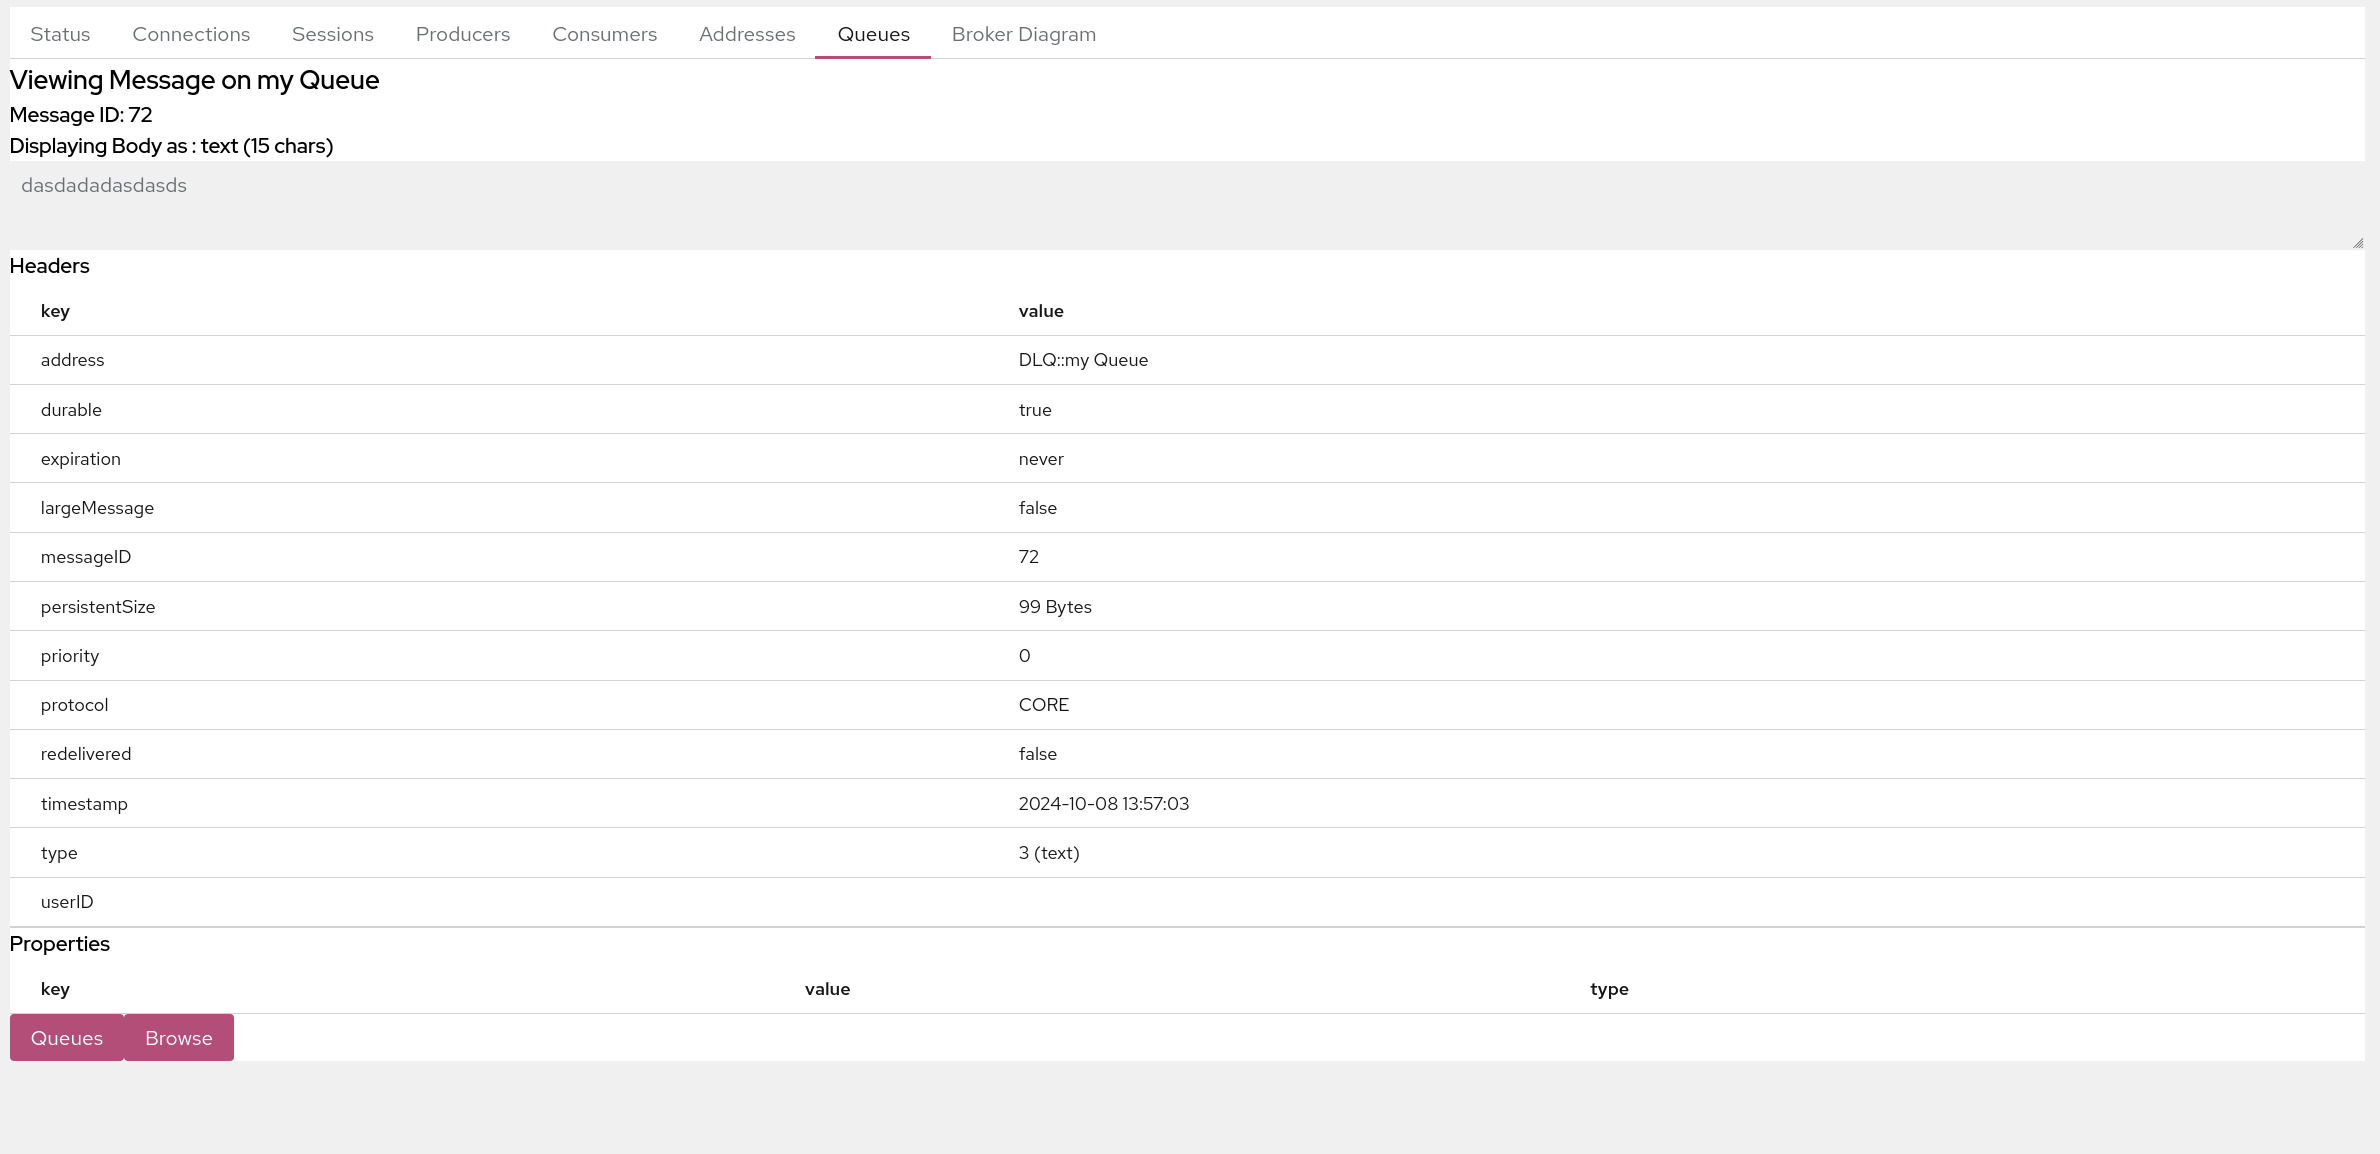 Status Connections Sessions Producers Consumers Addresses Queues Broker Diagram
Viewing Message on my Queue
Message ID: 72
Displaying Body as : text (15 chars)
dasdadadasdasds
Headers
key value
address DLQ::my Queue
durable true
expiration never
largeMessage false
messageID 72
persistentSize 99 Bytes
priority 0
protocol CORE
redelivered false
timestamp 2024-10-08 13:57:03
type 3 (text)
userID
Properties
key value type
Queues Browse